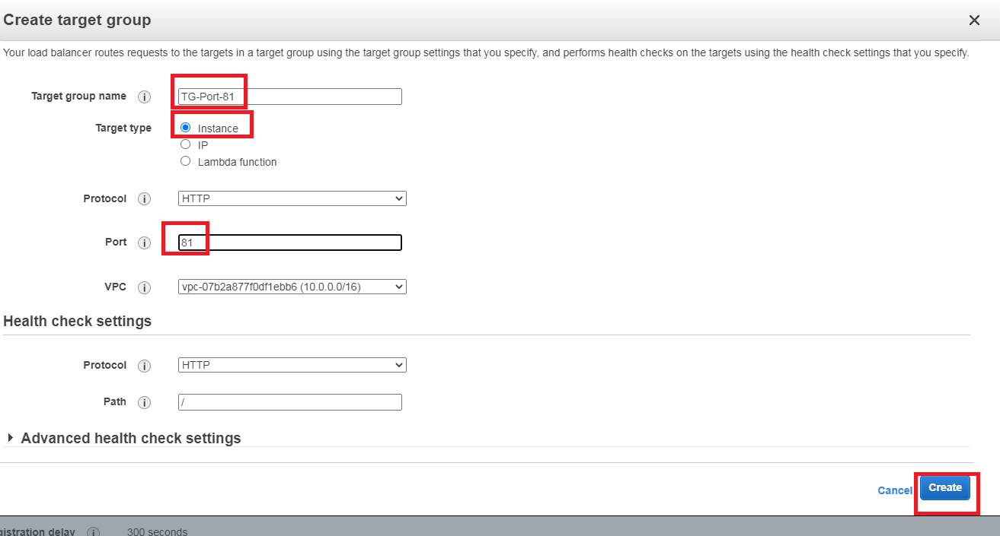 Create target group
Your load balancer routes requests to the targets in a target group using the target group settings that you specify, and performs health checks on the targets using the health check settings that you specify.
Target group name i TG-Port-81
Target type Instance
IP
Lambda function
Protocol i HTTP
Port i 81
VPC i vpc-07b2a877f0df1ebb6 (10.0.0.0/16)
Health check settings
Protocol i HTTP
Path i /
Advanced health check settings
Cancel Create
gistration delay i 300 seconds